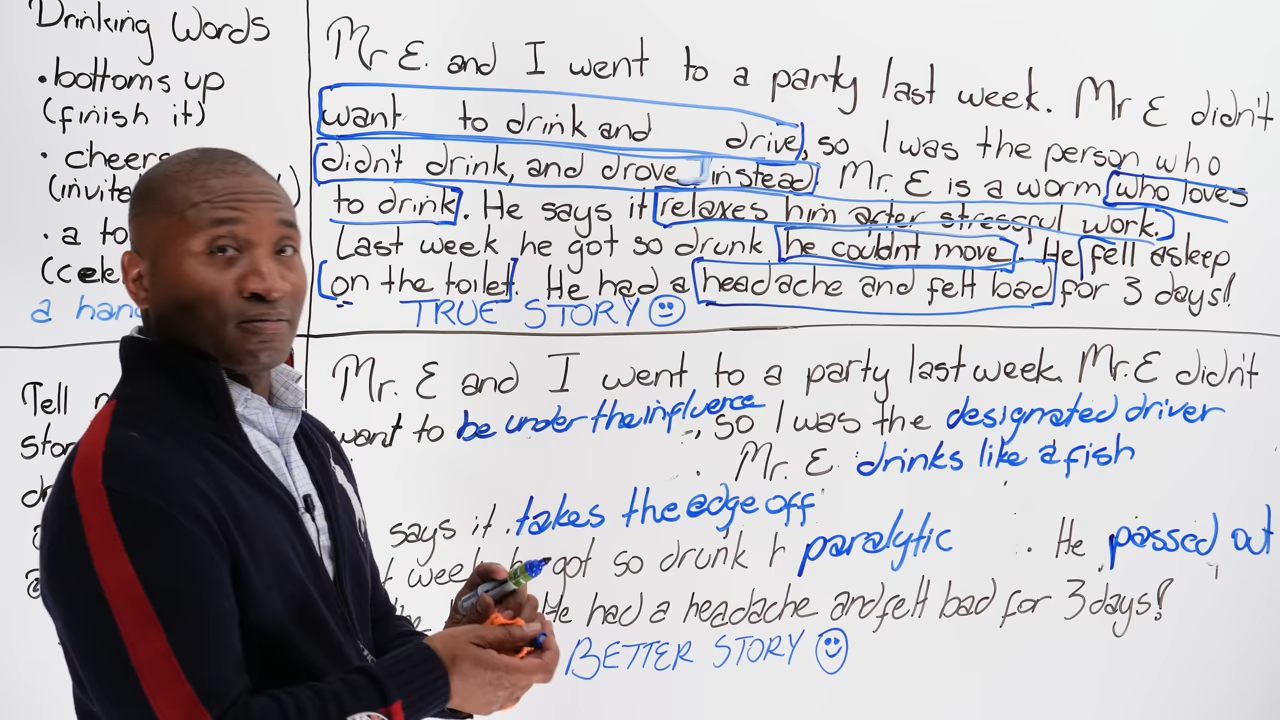 Drinking Words
• bottoms up
(finish it)
• cheers
(invita
• a to
(cele
a hang
Tell m
stor
Mr E. and I went to a party last week. Mr E didn't
want to drink and drive, so I was the person who
didn't drink, and drove instead. Mr. E is a worm who loves
to drink. He says it relaxes him after stressful work.
Last week he got so drunk he couldnt move. He fell asleep
on the toilet. He had a headache and felt bad for 3 days!
TRUE STORY
Mr. E and I went to a party last week. Mr. E didn't
want to be under the influence, so I was the designated driver
. Mr. E drinks like a fish
says it takes the edge off
week got so drunk h paralytic . He passed out
He had a headache and felt bad for 3 days!
BETTER STORY